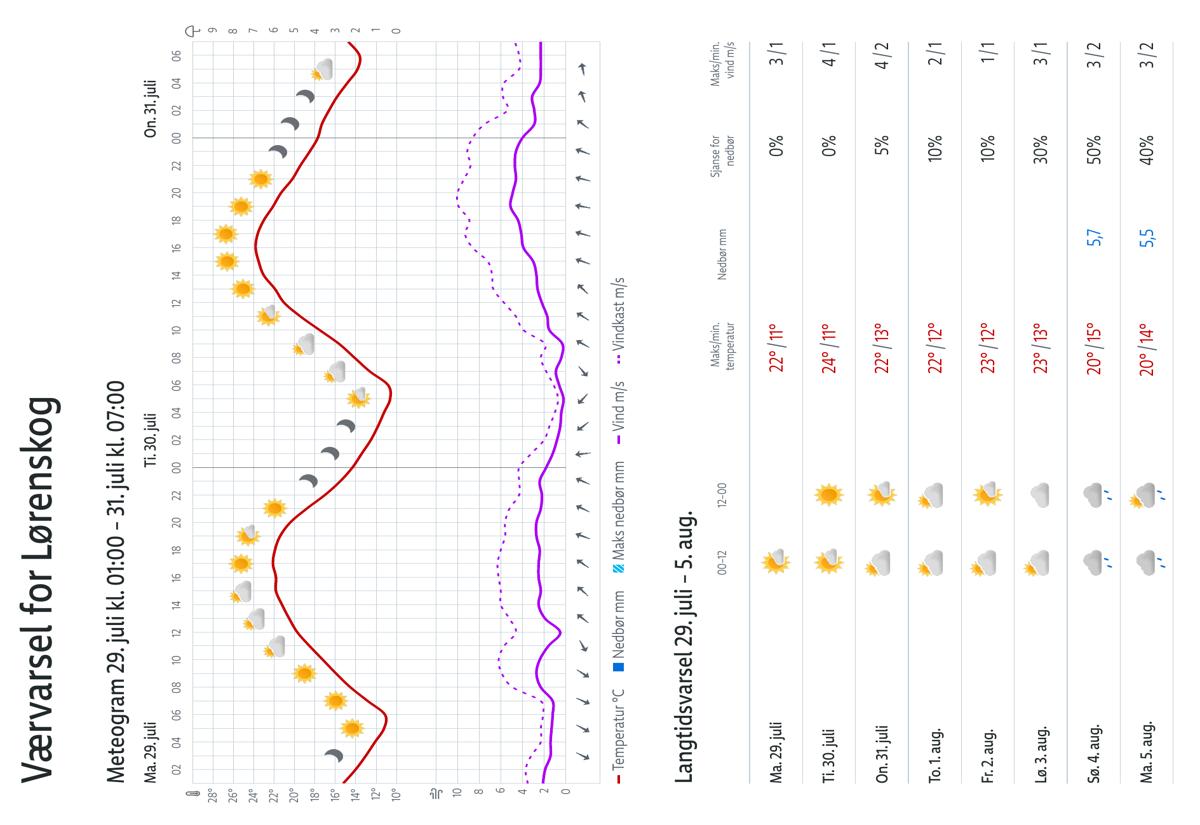 Værvarsel for Lørenskog
Meteogram 29. juli kl. 01:00 – 31. juli kl. 07:00
Ma. 29. juli Ti. 30. juli On. 31. juli
02 04 06 08 10 12 14 16 18 20 22 00 02 04 06 08 10 12 14 16 18 20 22 00 02 04 06
28° 9
26° 8
24° 7
22° 6
20° 5
18° 4
16° 3
14° 2
12° 1
10° 0
10
8
6
4
2
0
Temperatur °C Nedbør mm Maks nedbør mm Vind m/s Vindkast m/s
Langtidsvarsel 29. juli – 5. aug.
00–12 12–00 Maks/min. temperatur Nedbør mm Sjanse for nedbør Maks/min. vind m/s
Ma. 29. juli 22° / 11° 0% 3 / 1
Ti. 30. juli 24° / 11° 0% 4 / 1
On. 31. juli 22° / 13° 5% 4 / 2
To. 1. aug. 22° / 12° 10% 2 / 1
Fr. 2. aug. 23° / 12° 10% 1 / 1
Lø. 3. aug. 23° / 13° 30% 3 / 1
Sø. 4. aug. 20° / 15° 5,7 50% 3 / 2
Ma. 5. aug. 20° / 14° 5,5 40% 3 / 2